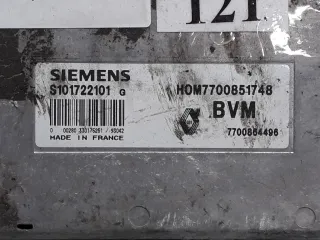 121
SIEMENS
S101722101 G
HOM7700851748
BVM
7700864496
MADE IN FRANCE